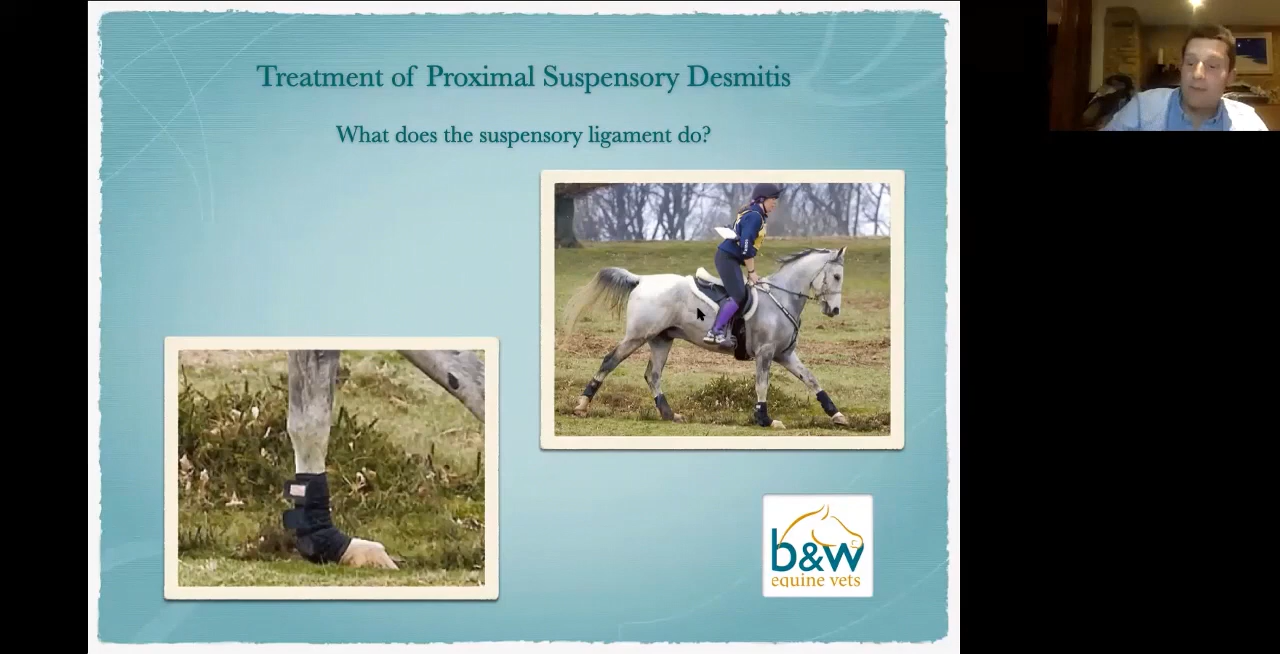 Treatment of Proximal Suspensory Desmitis
What does the suspensory ligament do?
b&w
equine vets